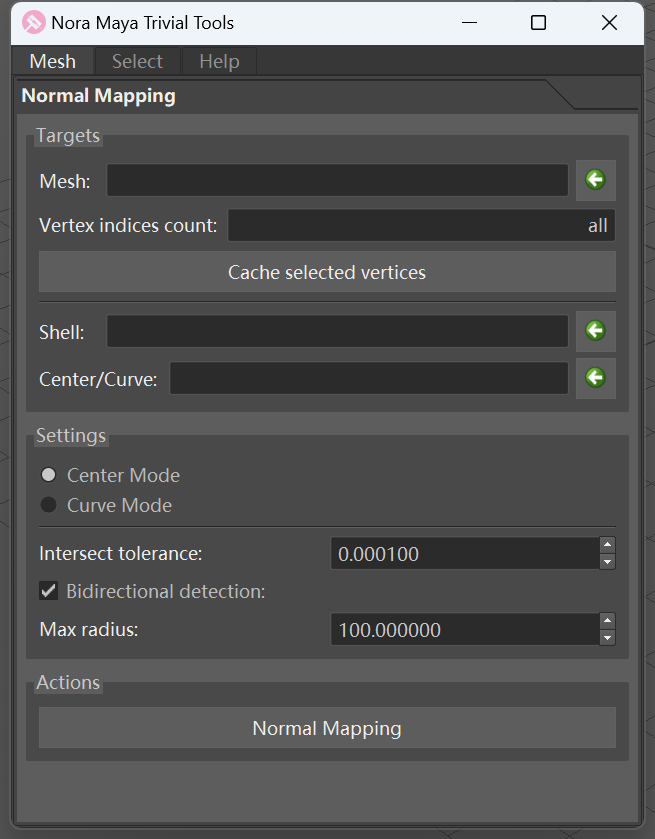 Nora Maya Trivial Tools
Mesh Select Help
Normal Mapping
Targets
Mesh:
Vertex indices count: all
Cache selected vertices
Shell:
Center/Curve:
Settings
Center Mode
Curve Mode
Intersect tolerance: 0.000100
Bidirectional detection:
Max radius: 100.000000
Actions
Normal Mapping